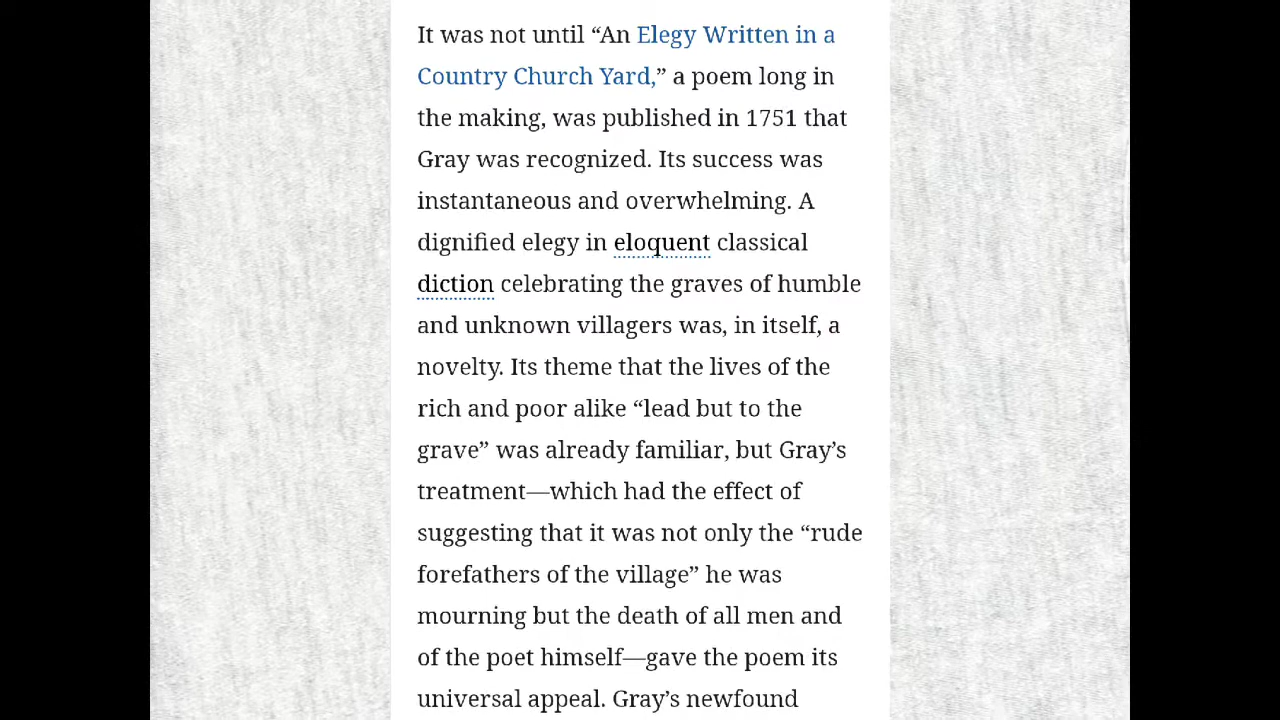 It was not until “An Elegy Written in a
Country Church Yard,” a poem long in
the making, was published in 1751 that
Gray was recognized. Its success was
instantaneous and overwhelming. A
dignified elegy in eloquent classical
diction celebrating the graves of humble
and unknown villagers was, in itself, a
novelty. Its theme that the lives of the
rich and poor alike “lead but to the
grave” was already familiar, but Gray’s
treatment—which had the effect of
suggesting that it was not only the “rude
forefathers of the village” he was
mourning but the death of all men and
of the poet himself—gave the poem its
universal appeal. Gray’s newfound